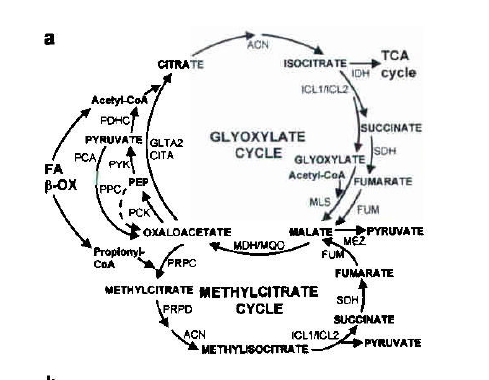 a
CITRATE
ACN
ISOCITRATE
IDH
TCA
cycle
ICL1/ICL2
Acetyl-CoA
PDHC
SUCCINATE
PYRUVATE
GLTA2
CITA
GLYOXYLATE
CYCLE
SDH
PCA
PYK
GLYOXYLATE
Acetyl-CoA
FUMARATE
FA
β-OX
PPC
PEP
PCK
MLS
FUM
OXALOACETATE
MDH/MQO
MALATE
PYRUVATE
MEZ
Propionyl-
CoA
PRPC
FUM
FUMARATE
METHYLCITRATE
METHYLCITRATE
CYCLE
SDH
PRPD
SUCCINATE
ACN
ICL1/ICL2
PYRUVATE
METHYLISOCITRATE